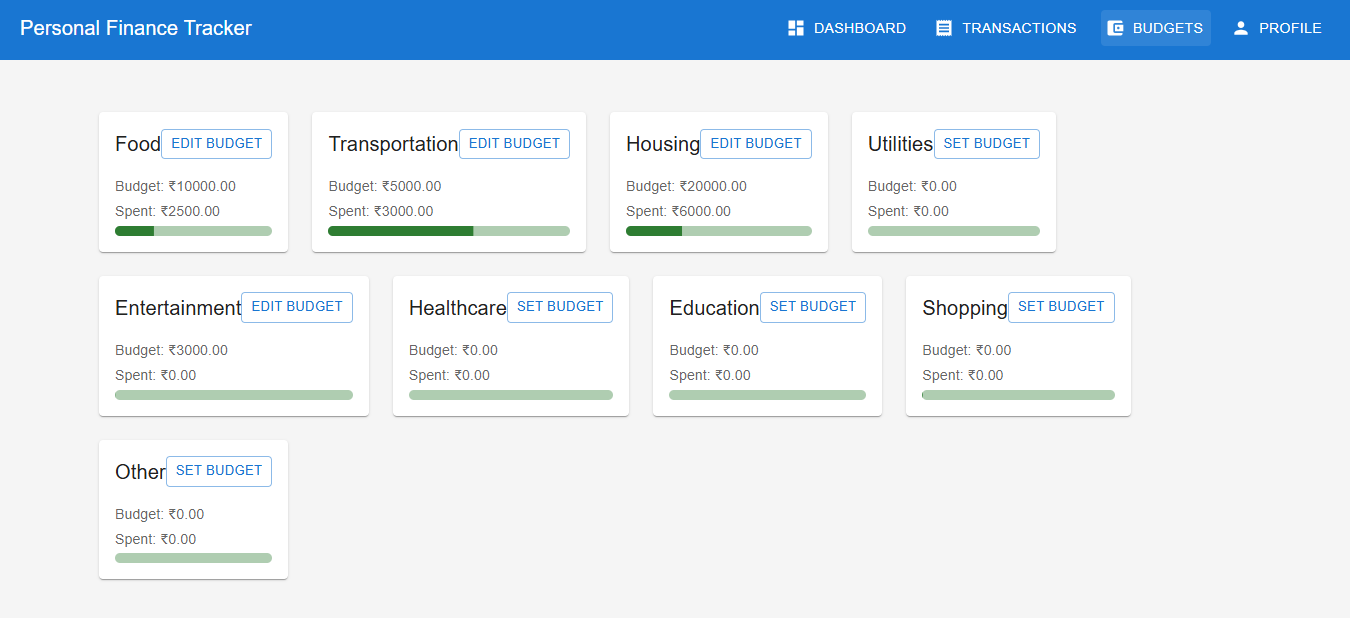 Personal Finance Tracker
DASHBOARD
TRANSACTIONS
BUDGETS
PROFILE
Food EDIT BUDGET
Budget: ₹10000.00
Spent: ₹2500.00
Transportation EDIT BUDGET
Budget: ₹5000.00
Spent: ₹3000.00
Housing EDIT BUDGET
Budget: ₹20000.00
Spent: ₹6000.00
Utilities SET BUDGET
Budget: ₹0.00
Spent: ₹0.00
Entertainment EDIT BUDGET
Budget: ₹3000.00
Spent: ₹0.00
Healthcare SET BUDGET
Budget: ₹0.00
Spent: ₹0.00
Education SET BUDGET
Budget: ₹0.00
Spent: ₹0.00
Shopping SET BUDGET
Budget: ₹0.00
Spent: ₹0.00
Other SET BUDGET
Budget: ₹0.00
Spent: ₹0.00